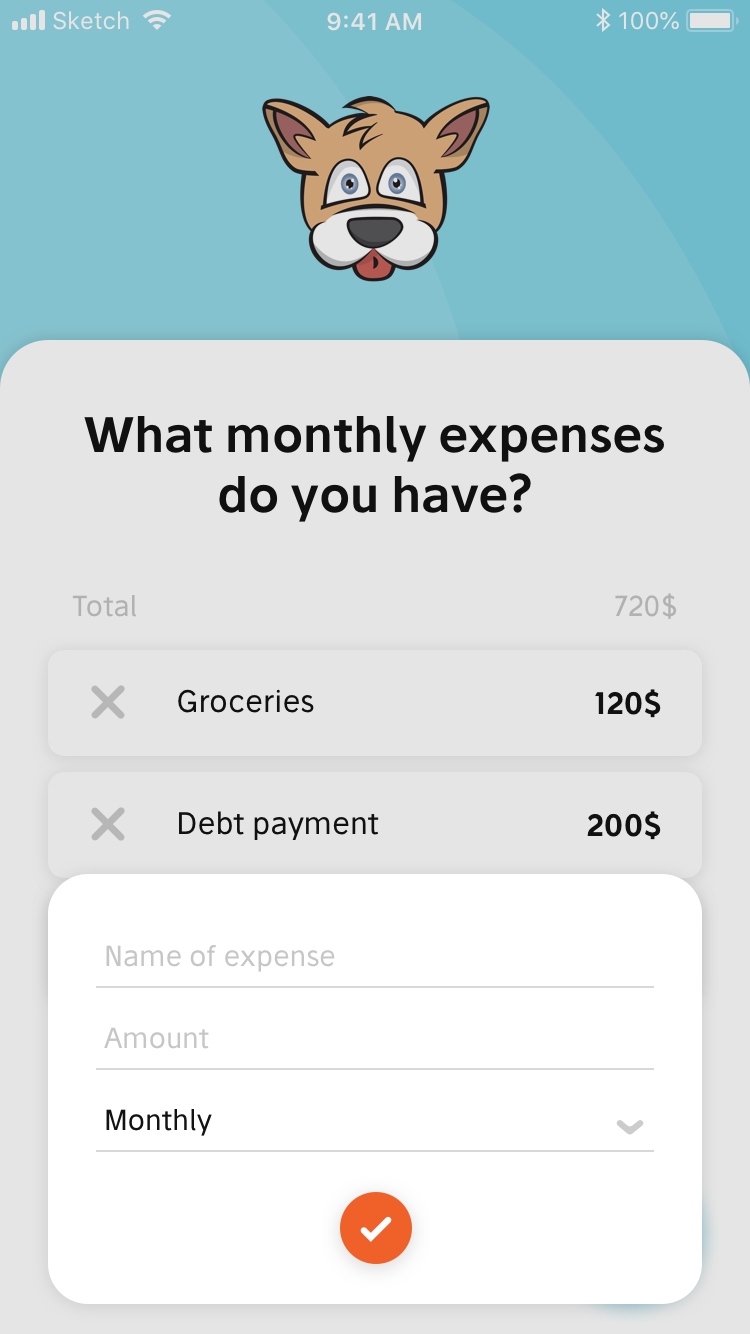 Sketch 9:41 AM 100%
What monthly expenses
do you have?
Total 720$
Groceries 120$
Debt payment 200$
Name of expense
Amount
Monthly